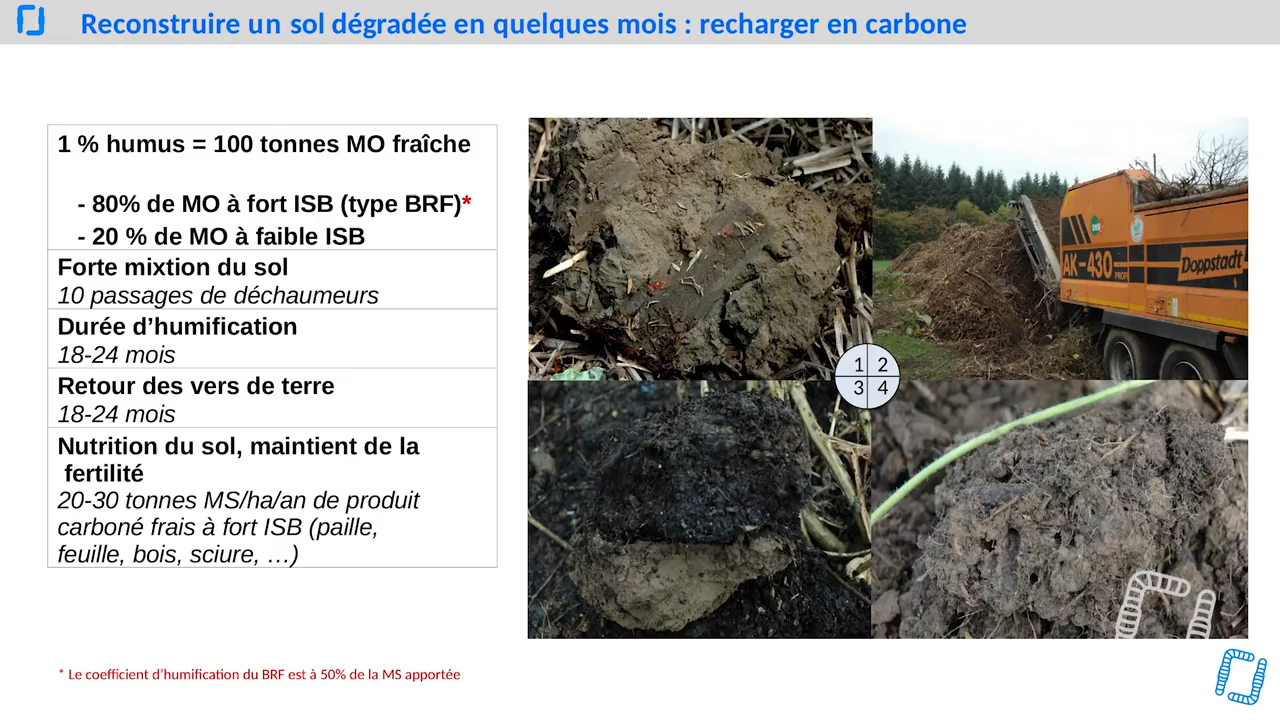 Reconstruire un sol dégradée en quelques mois : recharger en carbone
1 % humus = 100 tonnes MO fraîche
- 80% de MO à fort ISB (type BRF)*
- 20 % de MO à faible ISB
Forte mixtion du sol
10 passages de déchaumeurs
Durée d’humification
18-24 mois
Retour des vers de terre
18-24 mois
Nutrition du sol, maintient de la
fertilité
20-30 tonnes MS/ha/an de produit
carboné frais à fort ISB (paille,
feuille, bois, sciure, …)
AK-430 PROFI
Doppstadt
1 2
3 4
* Le coefficient d’humification du BRF est à 50% de la MS apportée